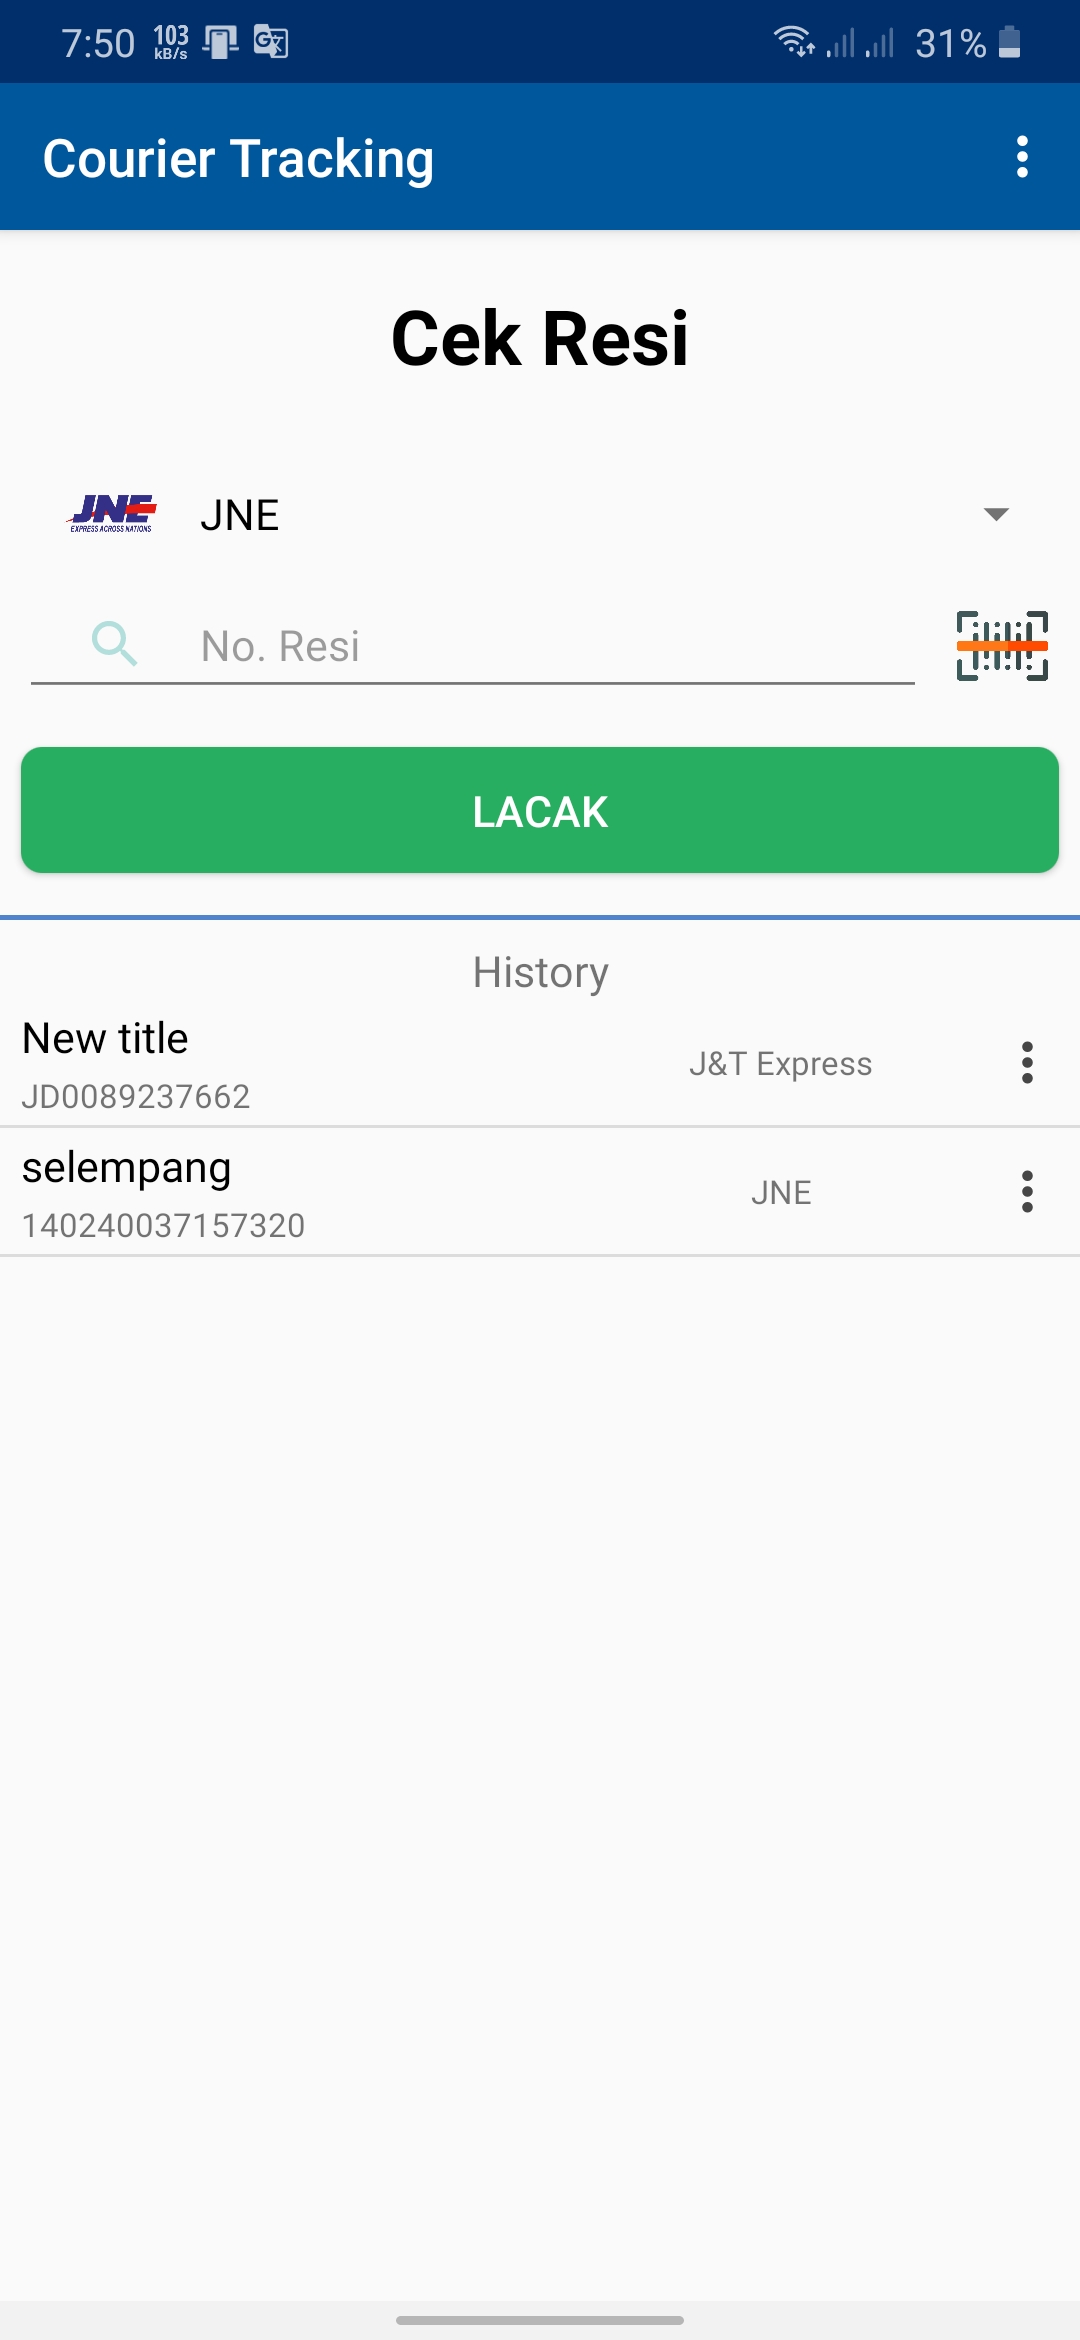 7:50 103 kB/s 31%
Courier Tracking
Cek Resi
JNE EXPRESS ACROSS NATIONS JNE
No. Resi
LACAK
History
New title
J&T Express
JD0089237662
selempang
JNE
140240037157320